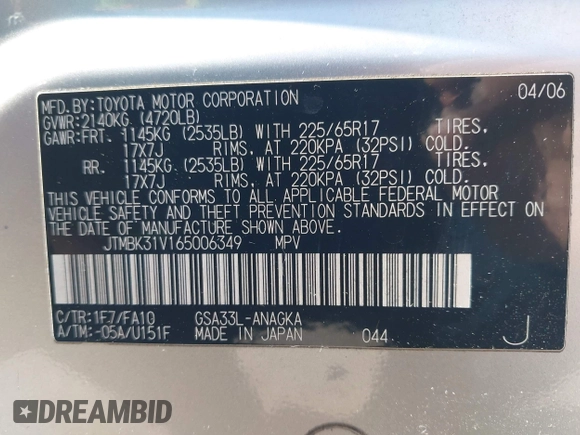 MFD.BY:TOYOTA MOTOR CORPORATION 04/06
GVWR:2140KG (4720LB)
GAWR:FRT. 1145KG (2535LB) WITH 225/65R17 TIRES,
17X7J RIMS, AT 220KPA (32PSI) COLD.
RR. 1145KG (2535LB) WITH 225/65R17 TIRES,
17X7J RIMS, AT 220KPA (32PSI) COLD.
THIS VEHICLE CONFORMS TO ALL APPLICABLE FEDERAL MOTOR
VEHICLE SAFETY AND THEFT PREVENTION STANDARDS IN EFFECT ON
THE DATE OF MANUFACTURE SHOWN ABOVE.
JTMBK31V165006349 MPV
C/TR:1F7/FA10 GSA33L-ANAGKA
A/TM:-05A/U151F MADE IN JAPAN 044 J
DREAMBID